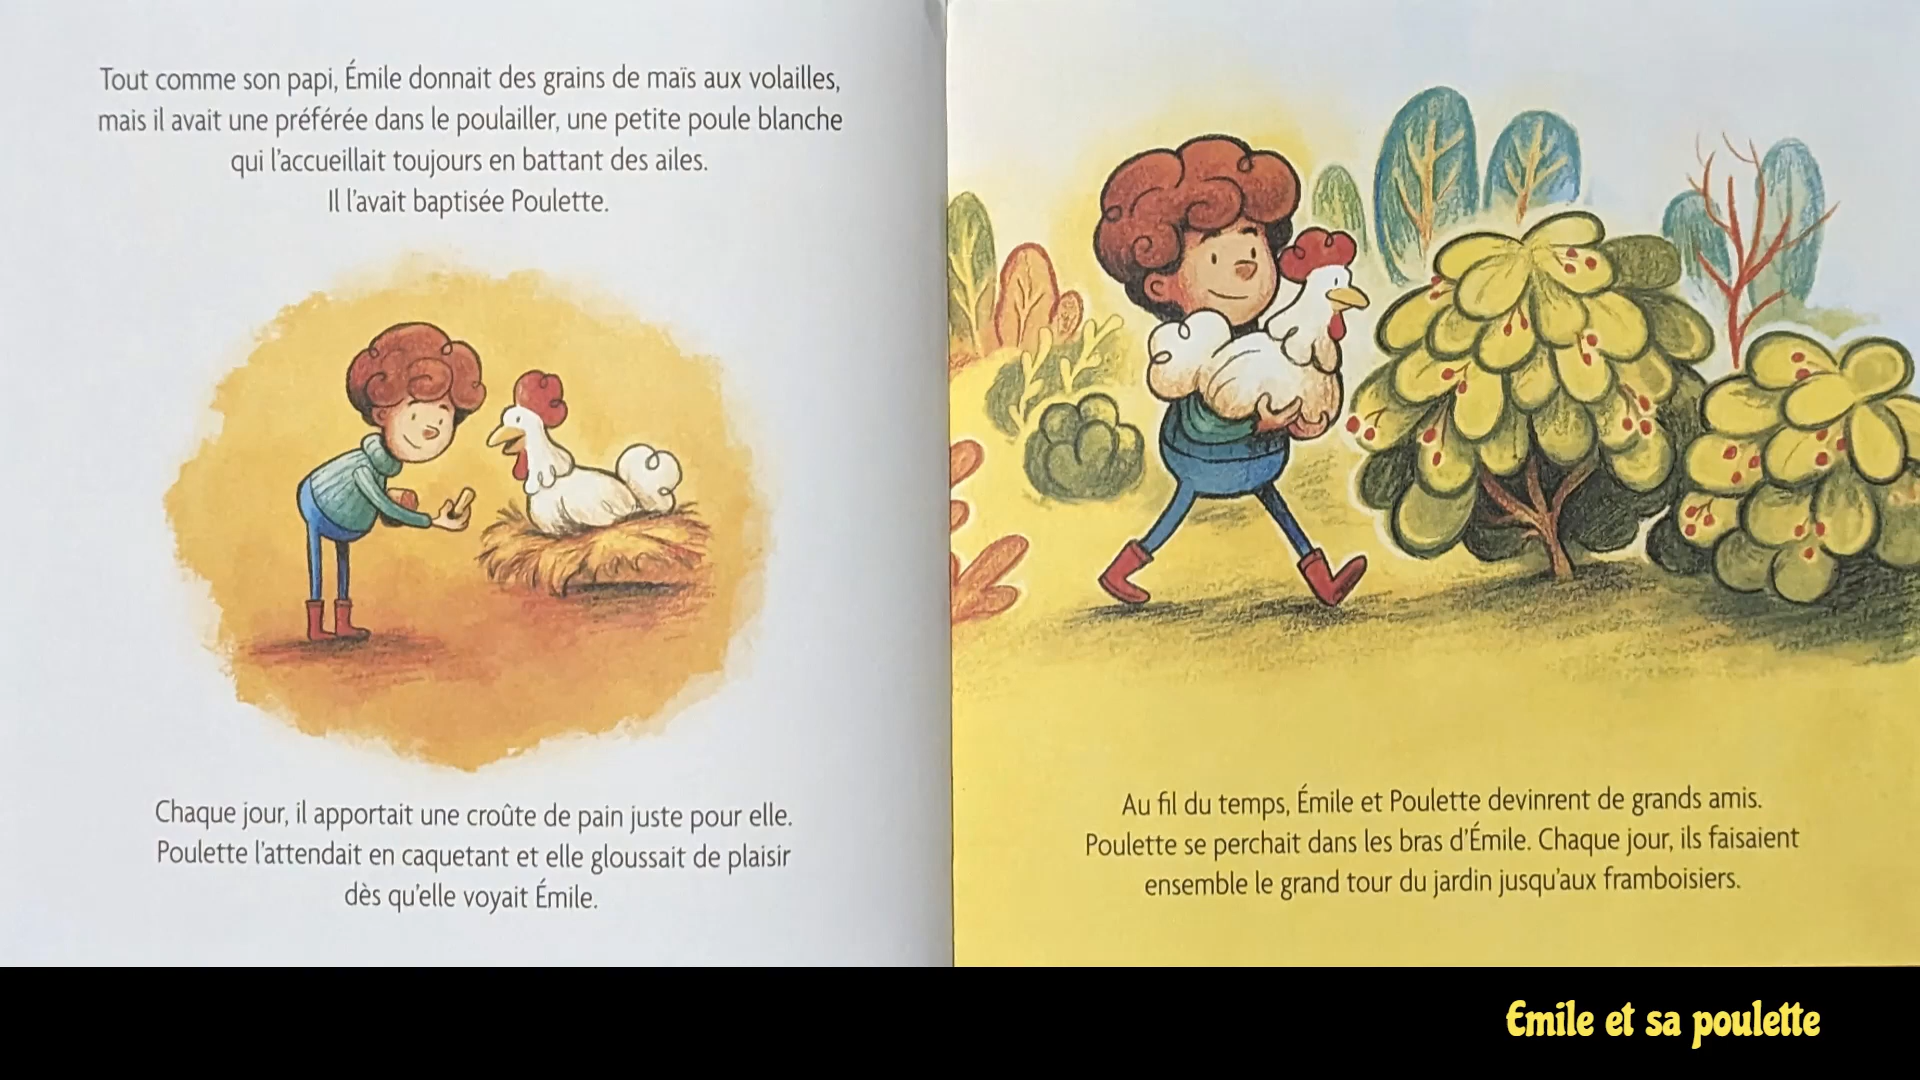 Tout comme son papi, Émile donnait des grains de maïs aux volailles,
mais il avait une préférée dans le poulailler, une petite poule blanche
qui l'accueillait toujours en battant des ailes.
Il l'avait baptisée Poulette.
Chaque jour, il apportait une croûte de pain juste pour elle.
Poulette l'attendait en caquetant et elle gloussait de plaisir
dès qu'elle voyait Émile.
Au fil du temps, Émile et Poulette devinrent de grands amis.
Poulette se perchait dans les bras d'Émile. Chaque jour, ils faisaient
ensemble le grand tour du jardin jusqu'aux framboisiers.
Emile et sa poulette